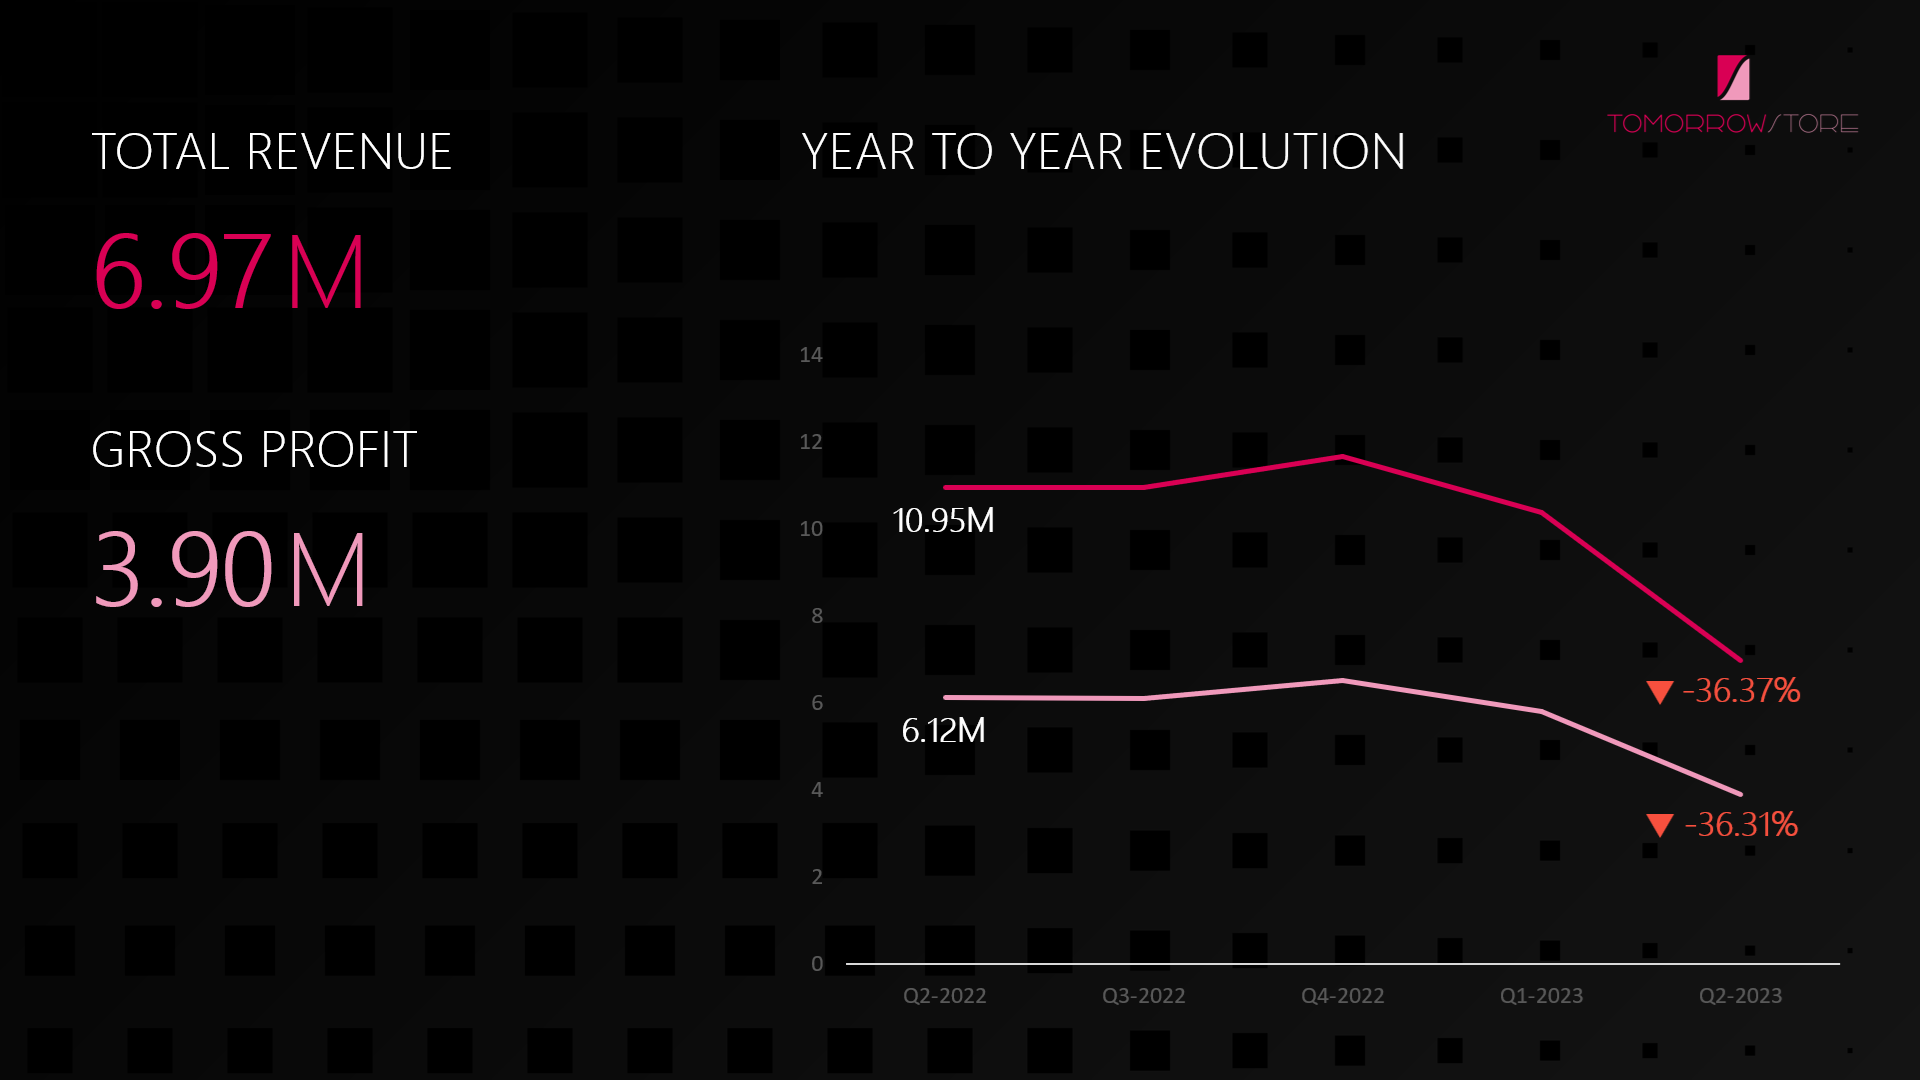 TOMORROWSTORE
TOTAL REVENUE
6.97 M
GROSS PROFIT
3.90 M
YEAR TO YEAR EVOLUTION
14
12
10
8
6
4
2
0
10.95M
6.12M
▼ -36.37%
▼ -36.31%
Q2-2022 Q3-2022 Q4-2022 Q1-2023 Q2-2023